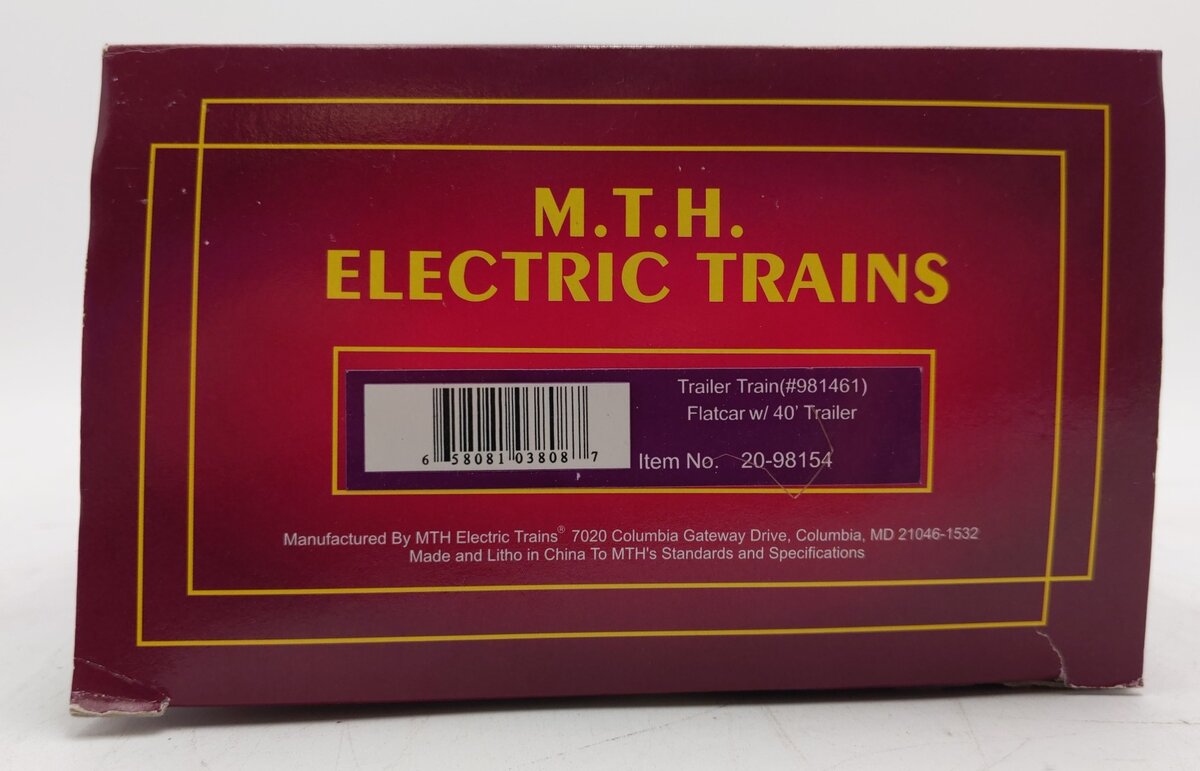 M.T.H.
ELECTRIC TRAINS
Trailer Train(#981461)
Flatcar w/ 40' Trailer
Item No. 20-98154
6 58081 03808 7
Manufactured By MTH Electric Trains® 7020 Columbia Gateway Drive, Columbia, MD 21046-1532
Made and Litho in China To MTH's Standards and Specifications